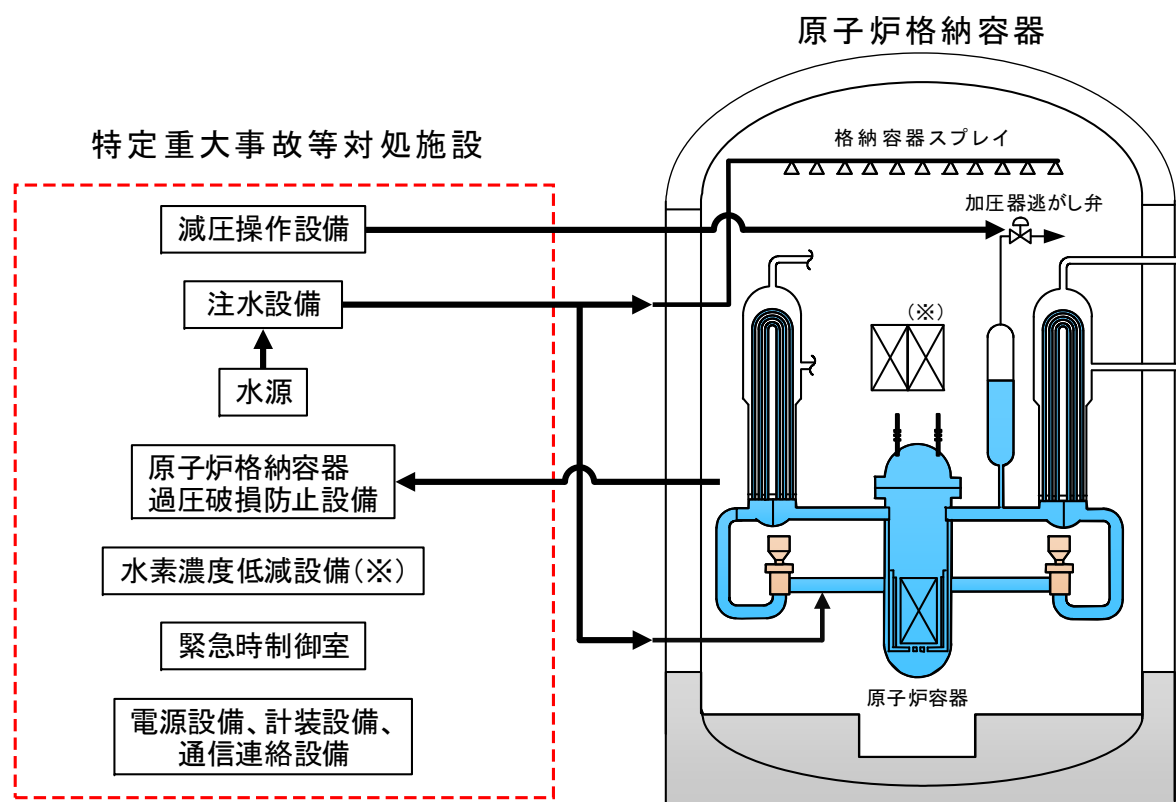 原子炉格納容器
特定重大事故等対処施設
格納容器スプレイ
加圧器逃がし弁
減圧操作設備
注水設備
(※)
水源
原子炉格納容器
過圧破損防止設備
水素濃度低減設備(※)
緊急時制御室
原子炉容器
電源設備、計装設備、
通信連絡設備